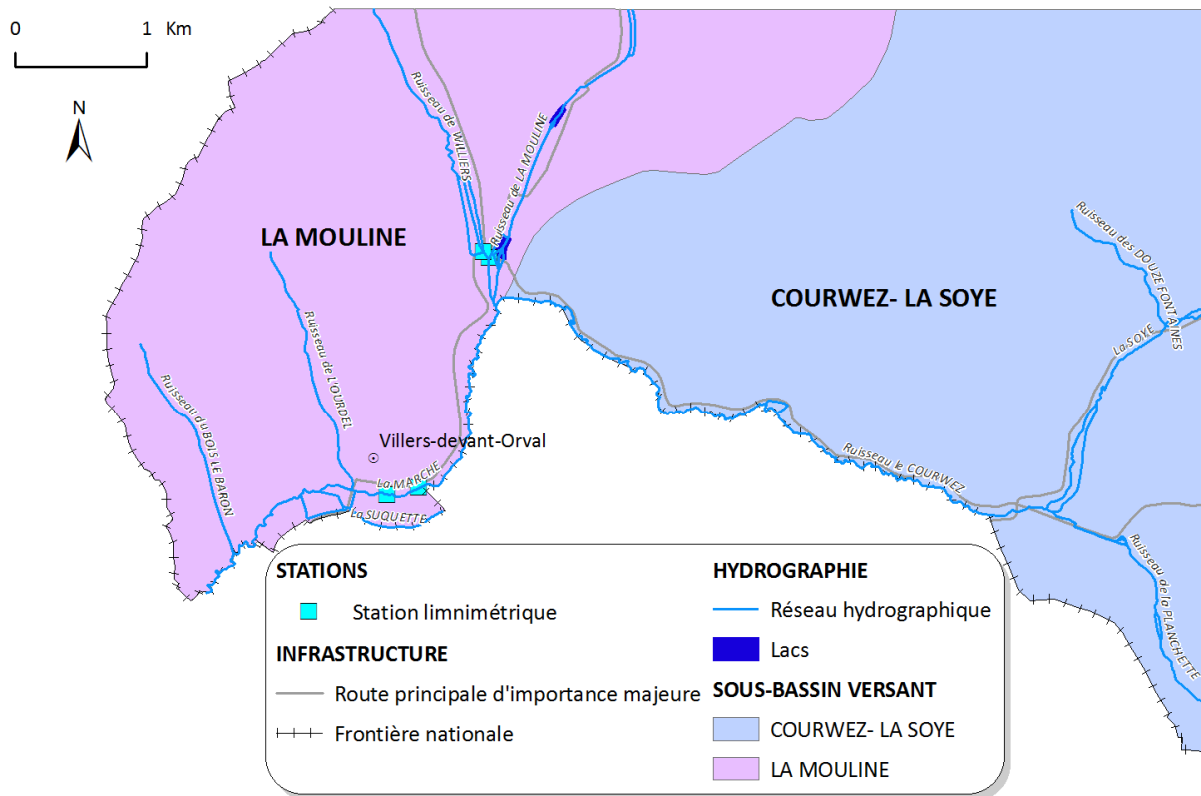 0 1 Km
N
Ruisseau de WILLIERS
Ruisseau de LA MOULINE
LA MOULINE
COURWEZ- LA SOYE
Ruisseau des DOUZE FONTAINES
La SOYE
Ruisseau de L'OURDEL
Ruisseau du BOIS LE BARON
Villers-devant-Orval
La MARCHE
La SUQUETTE
Ruisseau le COURWEZ
Ruisseau de la PLANCHETTE
STATIONS
Station limnimétrique
INFRASTRUCTURE
Route principale d'importance majeure
Frontière nationale
HYDROGRAPHIE
Réseau hydrographique
Lacs
SOUS-BASSIN VERSANT
COURWEZ- LA SOYE
LA MOULINE